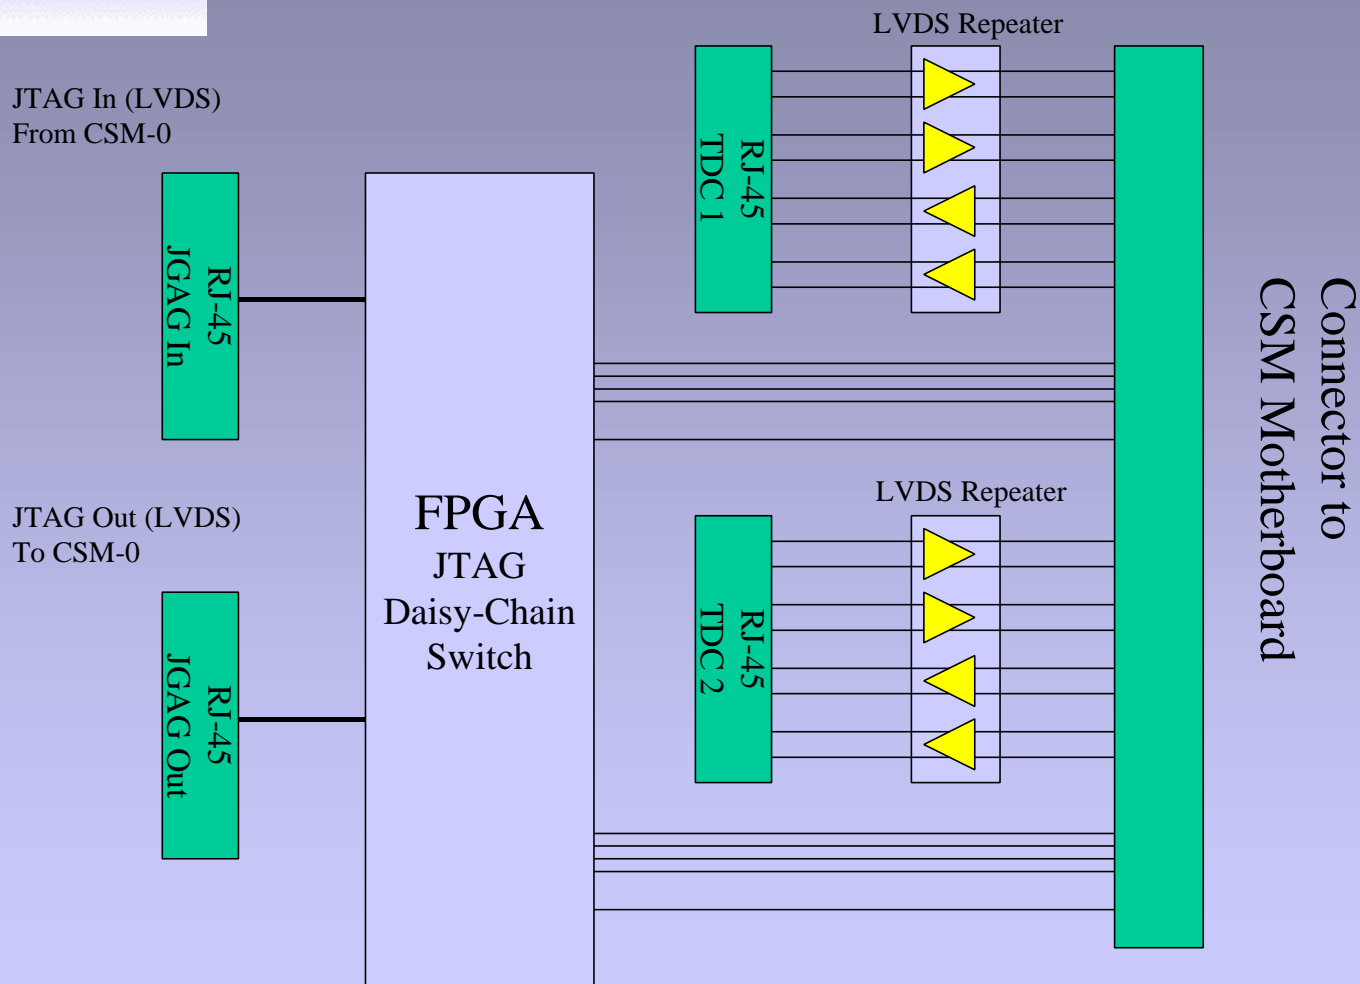 LVDS Repeater
JTAG In (LVDS)
From CSM-0
RJ-45
JGAG In
RJ-45
TDC 1
Connector to
CSM Motherboard
FPGA
JTAG
Daisy-Chain
Switch
LVDS Repeater
JTAG Out (LVDS)
To CSM-0
RJ-45
JGAG Out
RJ-45
TDC 2